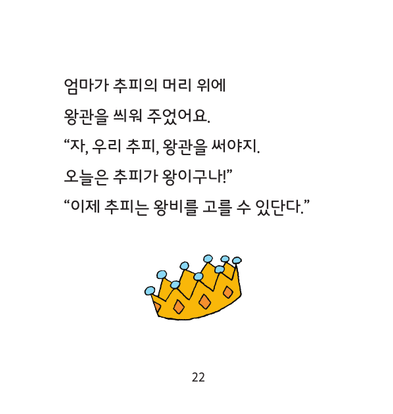 엄마가 추피의 머리 위에
왕관을 씌워 주었어요.
“자, 우리 추피, 왕관을 써야지.
오늘은 추피가 왕이구나!”
“이제 추피는 왕비를 고를 수 있단다.”
22